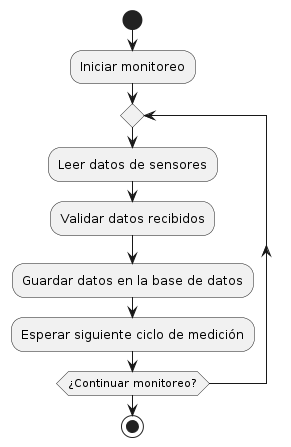 Iniciar monitoreo
Leer datos de sensores
Validar datos recibidos
Guardar datos en la base de datos
Esperar siguiente ciclo de medición
¿Continuar monitoreo?